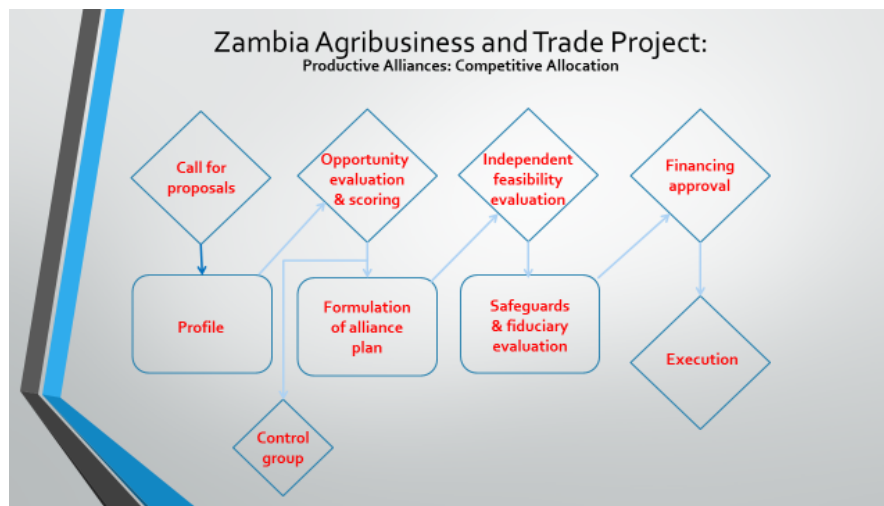 Zambia Agribusiness and Trade Project:
Productive Alliances: Competitive Allocation
Call for
proposals
Opportunity
evaluation
& scoring
Independent
feasibility
evaluation
Financing
approval
Profile
Formulation
of alliance
plan
Safeguards
& fiduciary
evaluation
Execution
Control
group